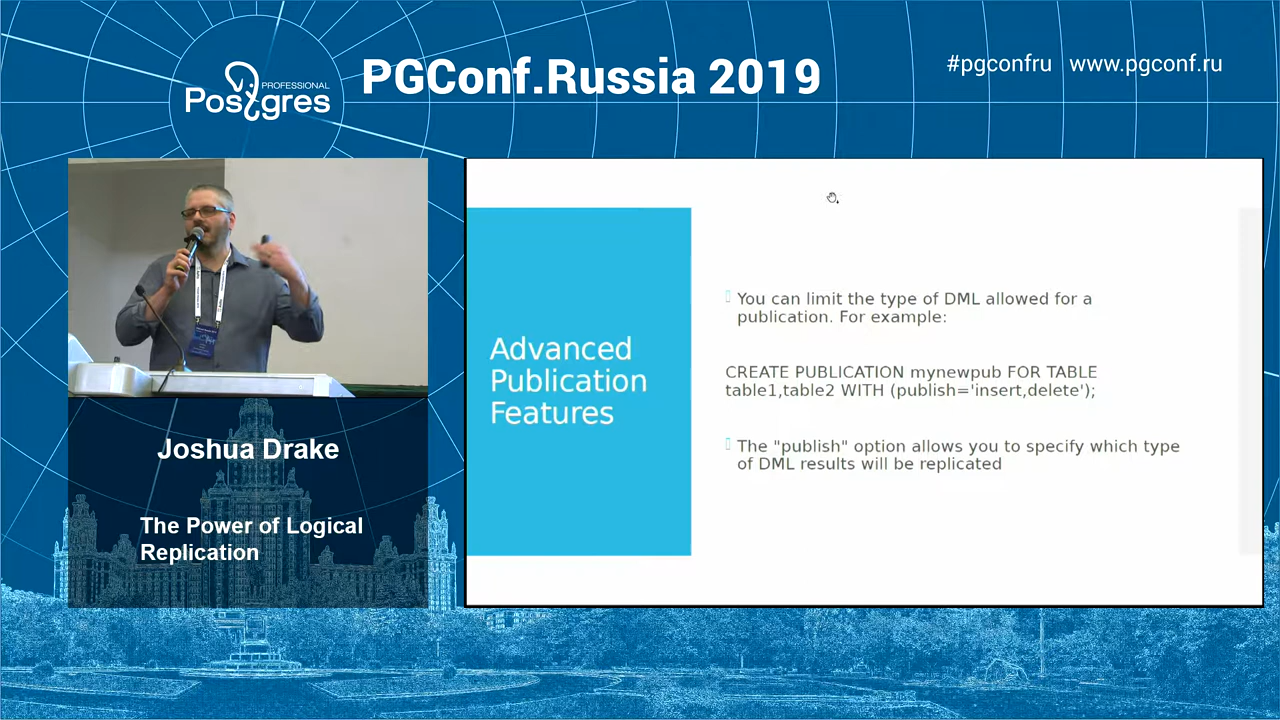 PROFESSIONAL
Postgres
PGConf.Russia 2019
#pgconfru www.pgconf.ru
Joshua Drake
The Power of Logical
Replication
Advanced
Publication
Features
You can limit the type of DML allowed for a
publication. For example:
CREATE PUBLICATION mynewpub FOR TABLE
table1,table2 WITH (publish='insert,delete');
The "publish" option allows you to specify which type
of DML results will be replicated